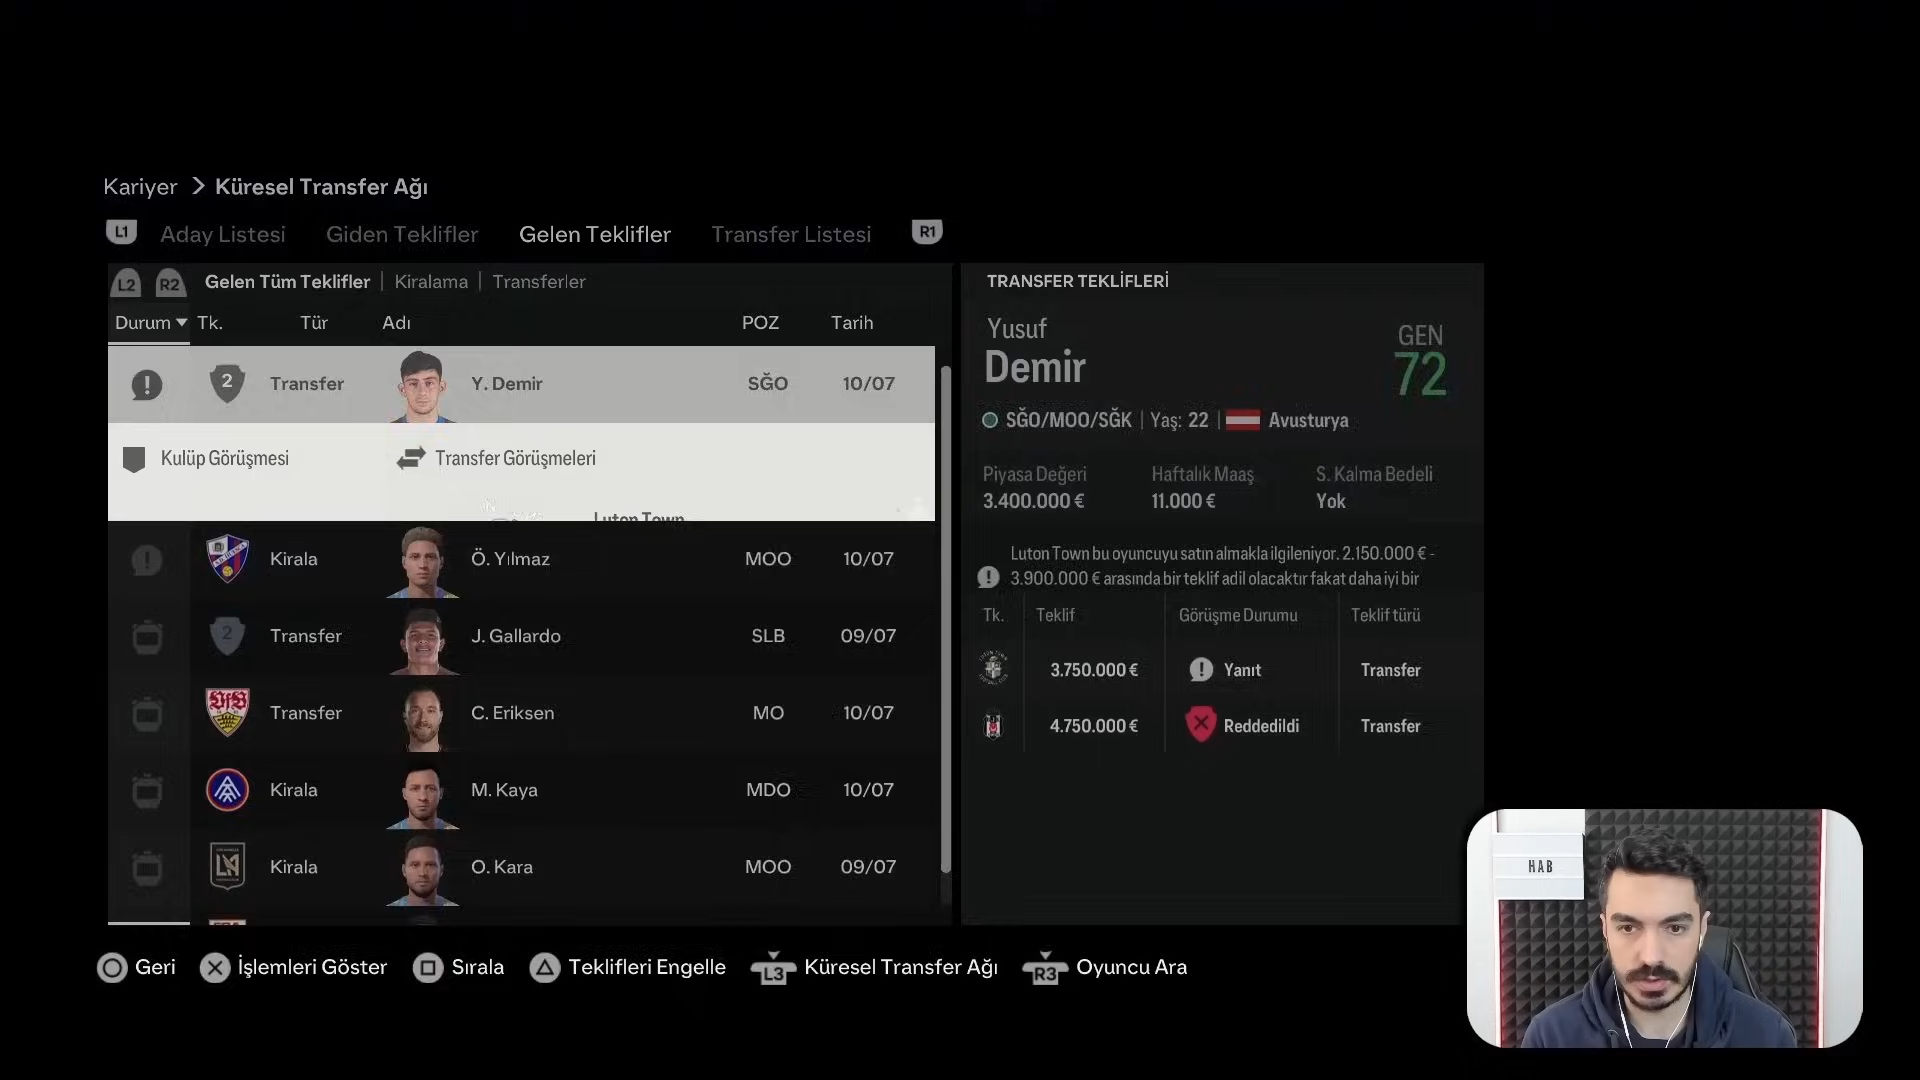 Kariyer > Küresel Transfer Ağı
L1 Aday Listesi Giden Teklifler Gelen Teklifler Transfer Listesi R1
L2 R2 Gelen Tüm Teklifler | Kiralama | Transferler
Durum Tk. Tür Adı POZ Tarih
2 Transfer Y. Demir SĞO 10/07
Kulüp Görüşmesi Transfer Görüşmeleri
Luton Town
Kirala Ö. Yılmaz MOO 10/07
2 Transfer J. Gallardo SLB 09/07
Transfer C. Eriksen MO 10/07
Kirala M. Kaya MDO 10/07
Kirala O. Kara MOO 09/07
TRANSFER TEKLİFLERİ
Yusuf
Demir
GEN
72
SĞO/MOO/SĞK | Yaş: 22 | Avusturya
Piyasa Değeri Haftalık Maaş S. Kalma Bedeli
3.400.000 € 11.000 € Yok
Luton Town bu oyuncuyu satın almakla ilgileniyor. 2.150.000 € -
3.900.000 € arasında bir teklif adil olacaktır fakat daha iyi bir
Tk. Teklif Görüşme Durumu Teklif türü
3.750.000 € Yanıt Transfer
4.750.000 € Reddedildi Transfer
HAB
Geri İşlemleri Göster Sırala Teklifleri Engelle L3 Küresel Transfer Ağı R3 Oyuncu Ara